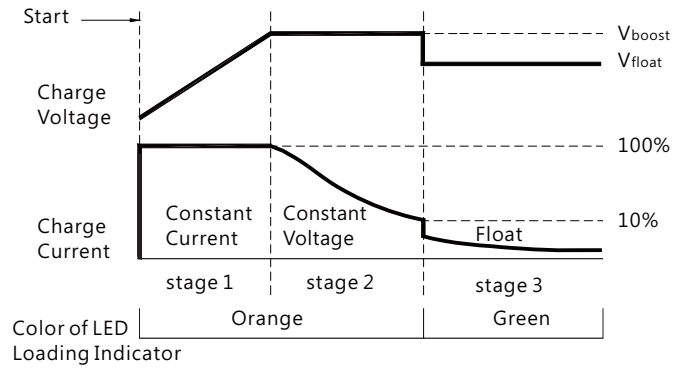 Start
Vboost
Vfloat
Charge
Voltage
100%
Constant
Current
Constant
Voltage
10%
Charge
Current
Float
stage 1
stage 2
stage 3
Color of LED
Loading Indicator
Orange
Green